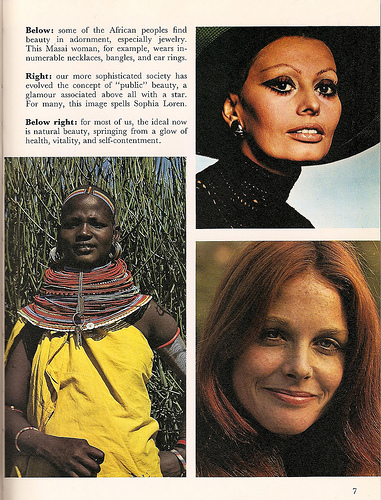 Below: some of the African peoples find
beauty in adornment, especially jewelry.
This Masai woman, for example, wears in-
numerable necklaces, bangles, and ear rings.
Right: our more sophisticated society has
evolved the concept of "public" beauty, a
glamour associated above all with a star.
For many, this image spells Sophia Loren.
Below right: for most of us, the ideal now
is natural beauty, springing from a glow of
health, vitality, and self-contentment.
7